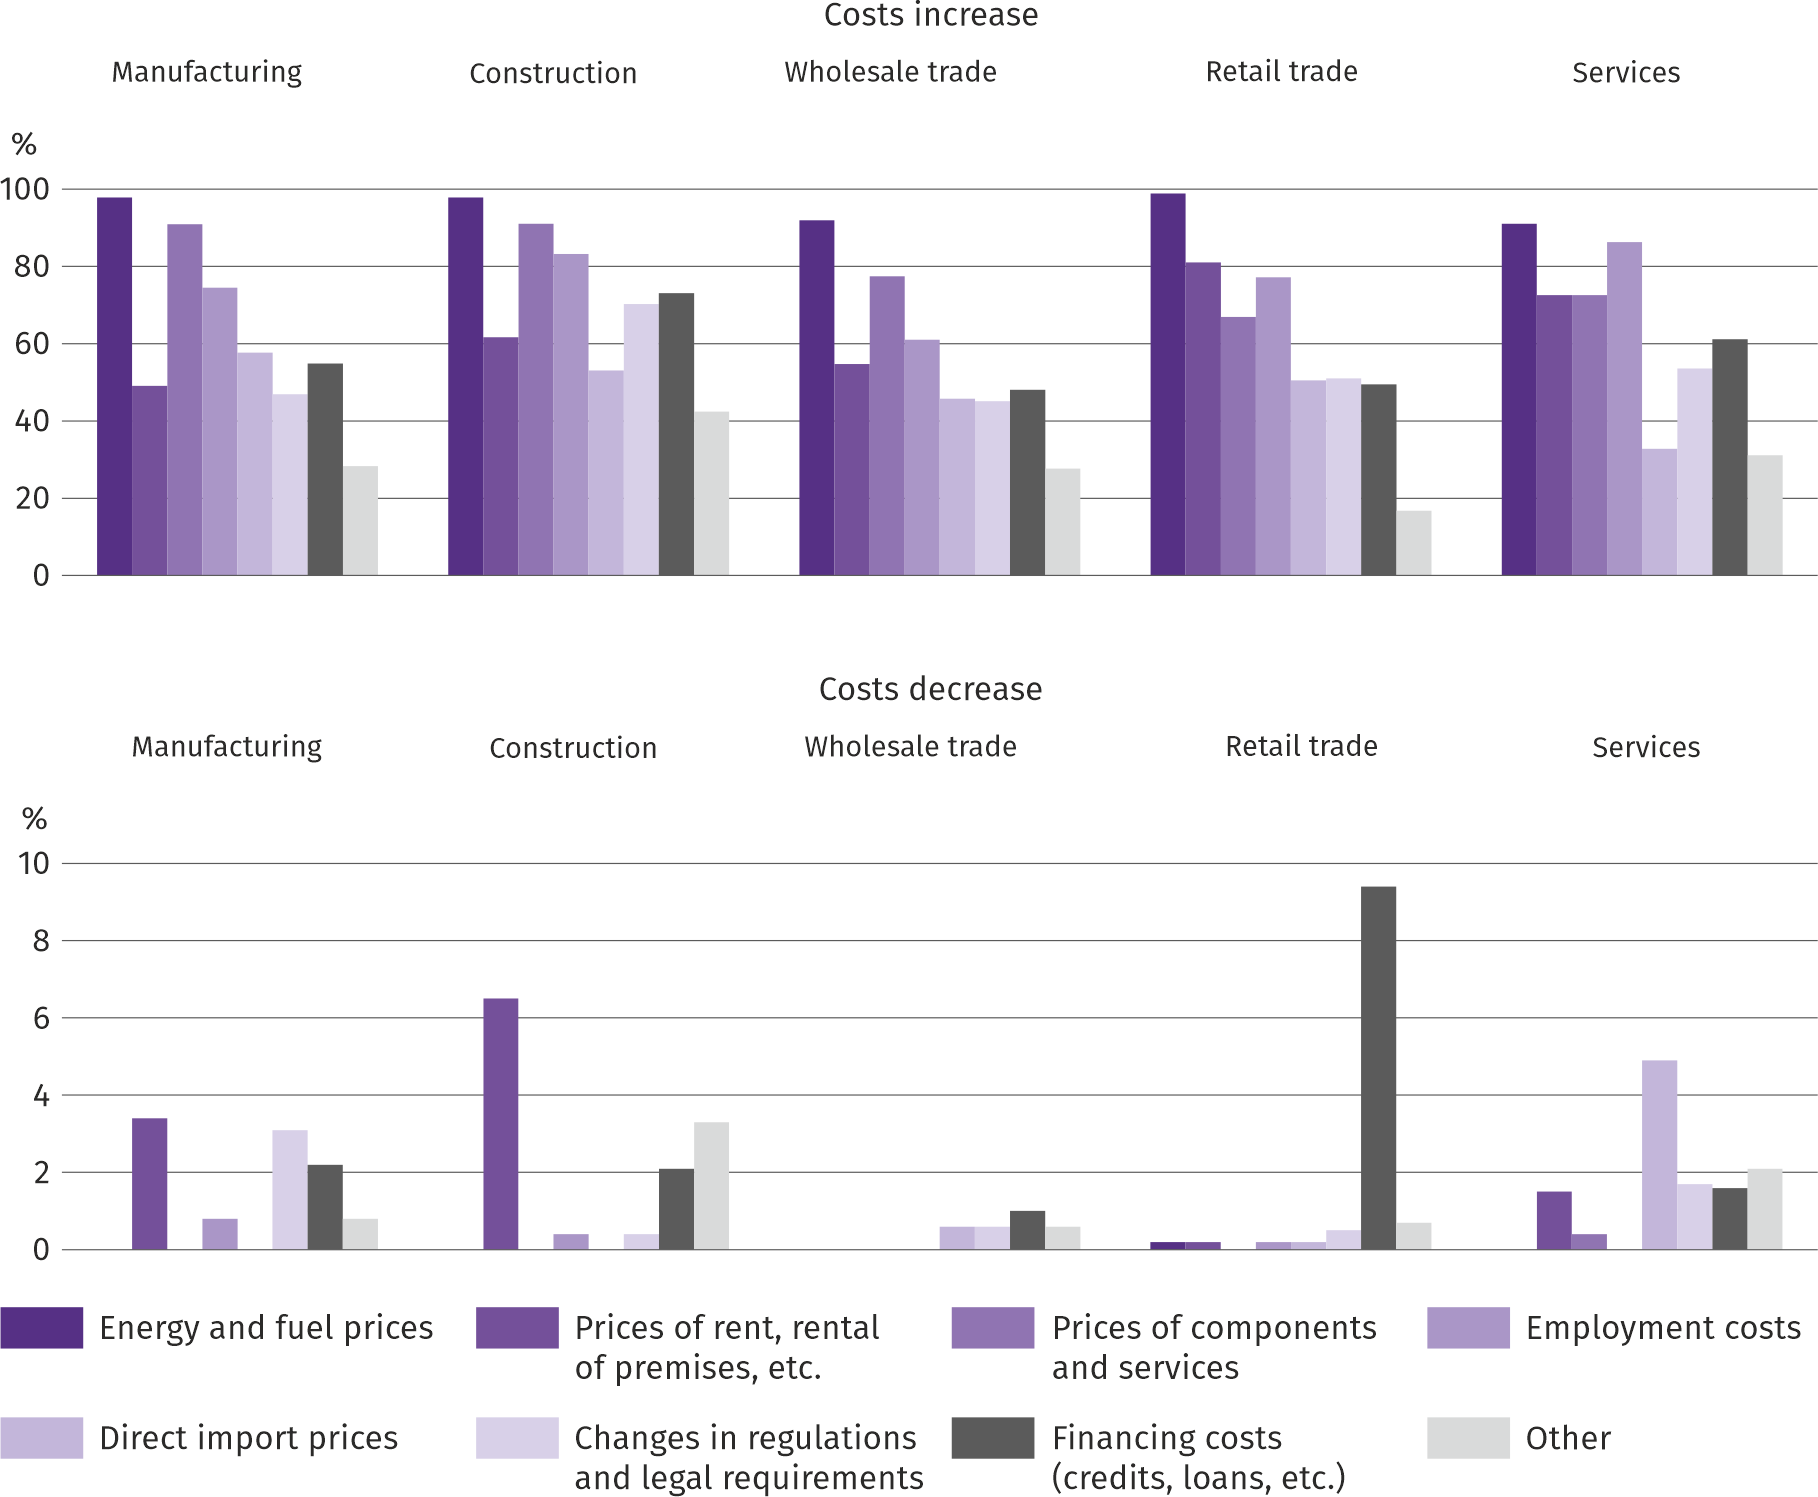 Costs increase
Manufacturing
Construction
Wholesale trade
Retail trade
Services
%
100
80
60
40
20
0
Costs decrease
Manufacturing
Construction
Wholesale trade
Retail trade
Services
%
10
8
6
4
2
0
Energy and fuel prices
Prices of rent, rental
of premises, etc.
Prices of components
and services
Employment costs
Direct import prices
Changes in regulations
and legal requirements
Financing costs
(credits, loans, etc.)
Other